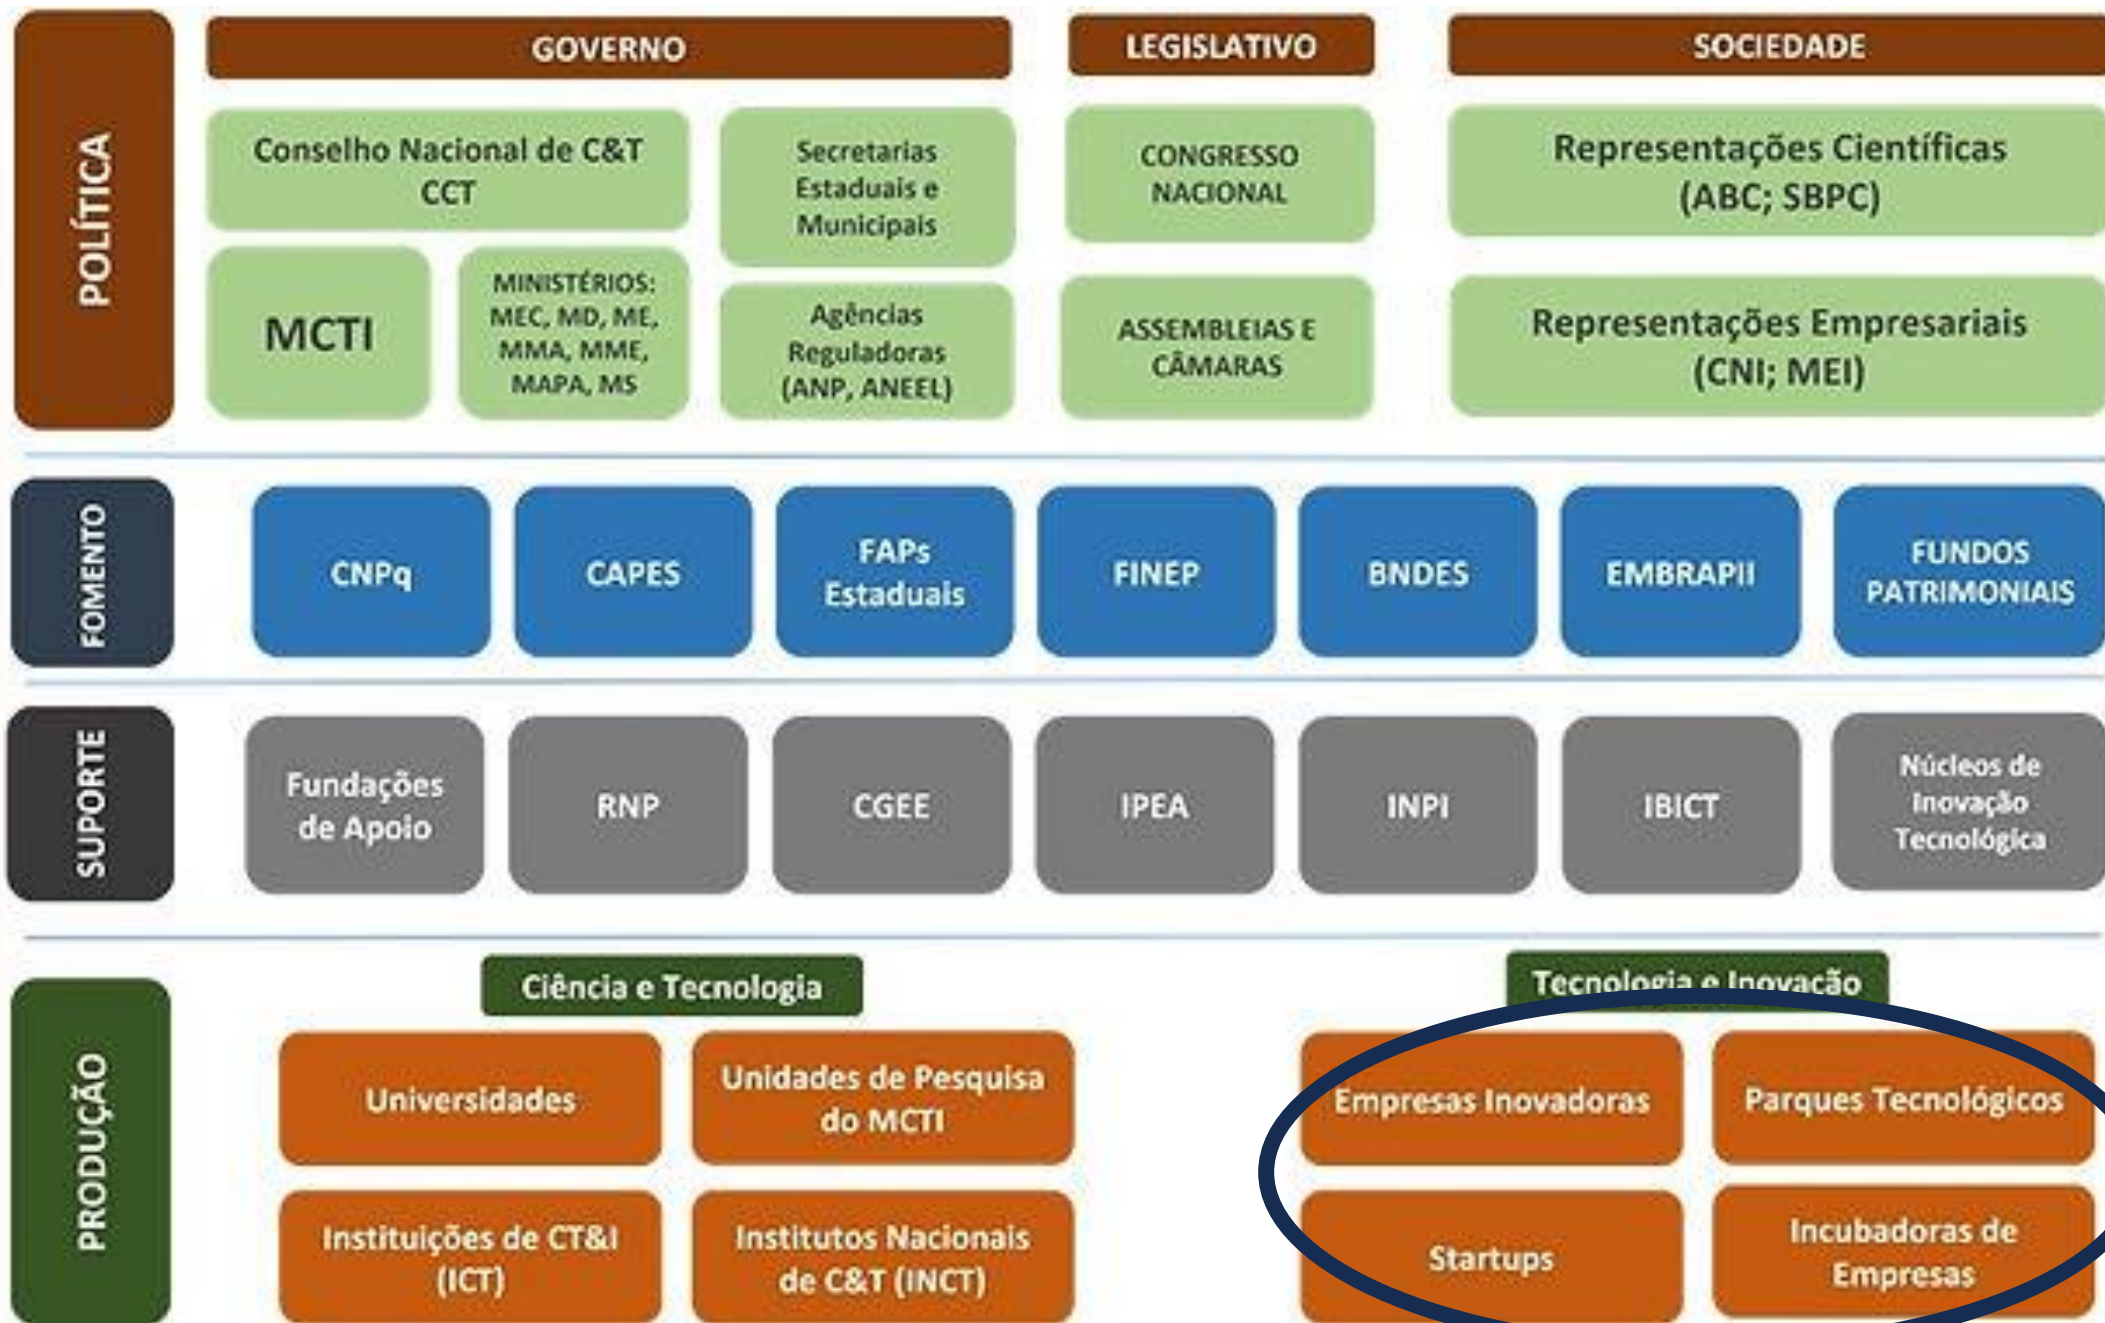 POLÍTICA
GOVERNO
LEGISLATIVO
SOCIEDADE
Conselho Nacional de C&T
CCT
Secretarias
Estaduais e
Municipais
CONGRESSO
NACIONAL
Representações Científicas
(ABC; SBPC)
MCTI
MINISTÉRIOS:
MEC, MD, ME,
MMA, MME,
MAPA, MS
Agências
Reguladoras
(ANP, ANEEL)
ASSEMBLEIAS E
CÂMARAS
Representações Empresariais
(CNI; MEI)
FOMENTO
CNPq
CAPES
FAPs
Estaduais
FINEP
BNDES
EMBRAPII
FUNDOS
PATRIMONIAIS
SUPORTE
Fundações
de Apoio
RNP
CGEE
IPEA
INPI
IBICT
Núcleos de
Inovação
Tecnológica
PRODUÇÃO
Ciência e Tecnologia
Universidades
Unidades de Pesquisa
do MCTI
Instituições de CT&I
(ICT)
Institutos Nacionais
de C&T (INCT)
Tecnologia e Inovação
Empresas Inovadoras
Parques Tecnológicos
Startups
Incubadoras de
Empresas